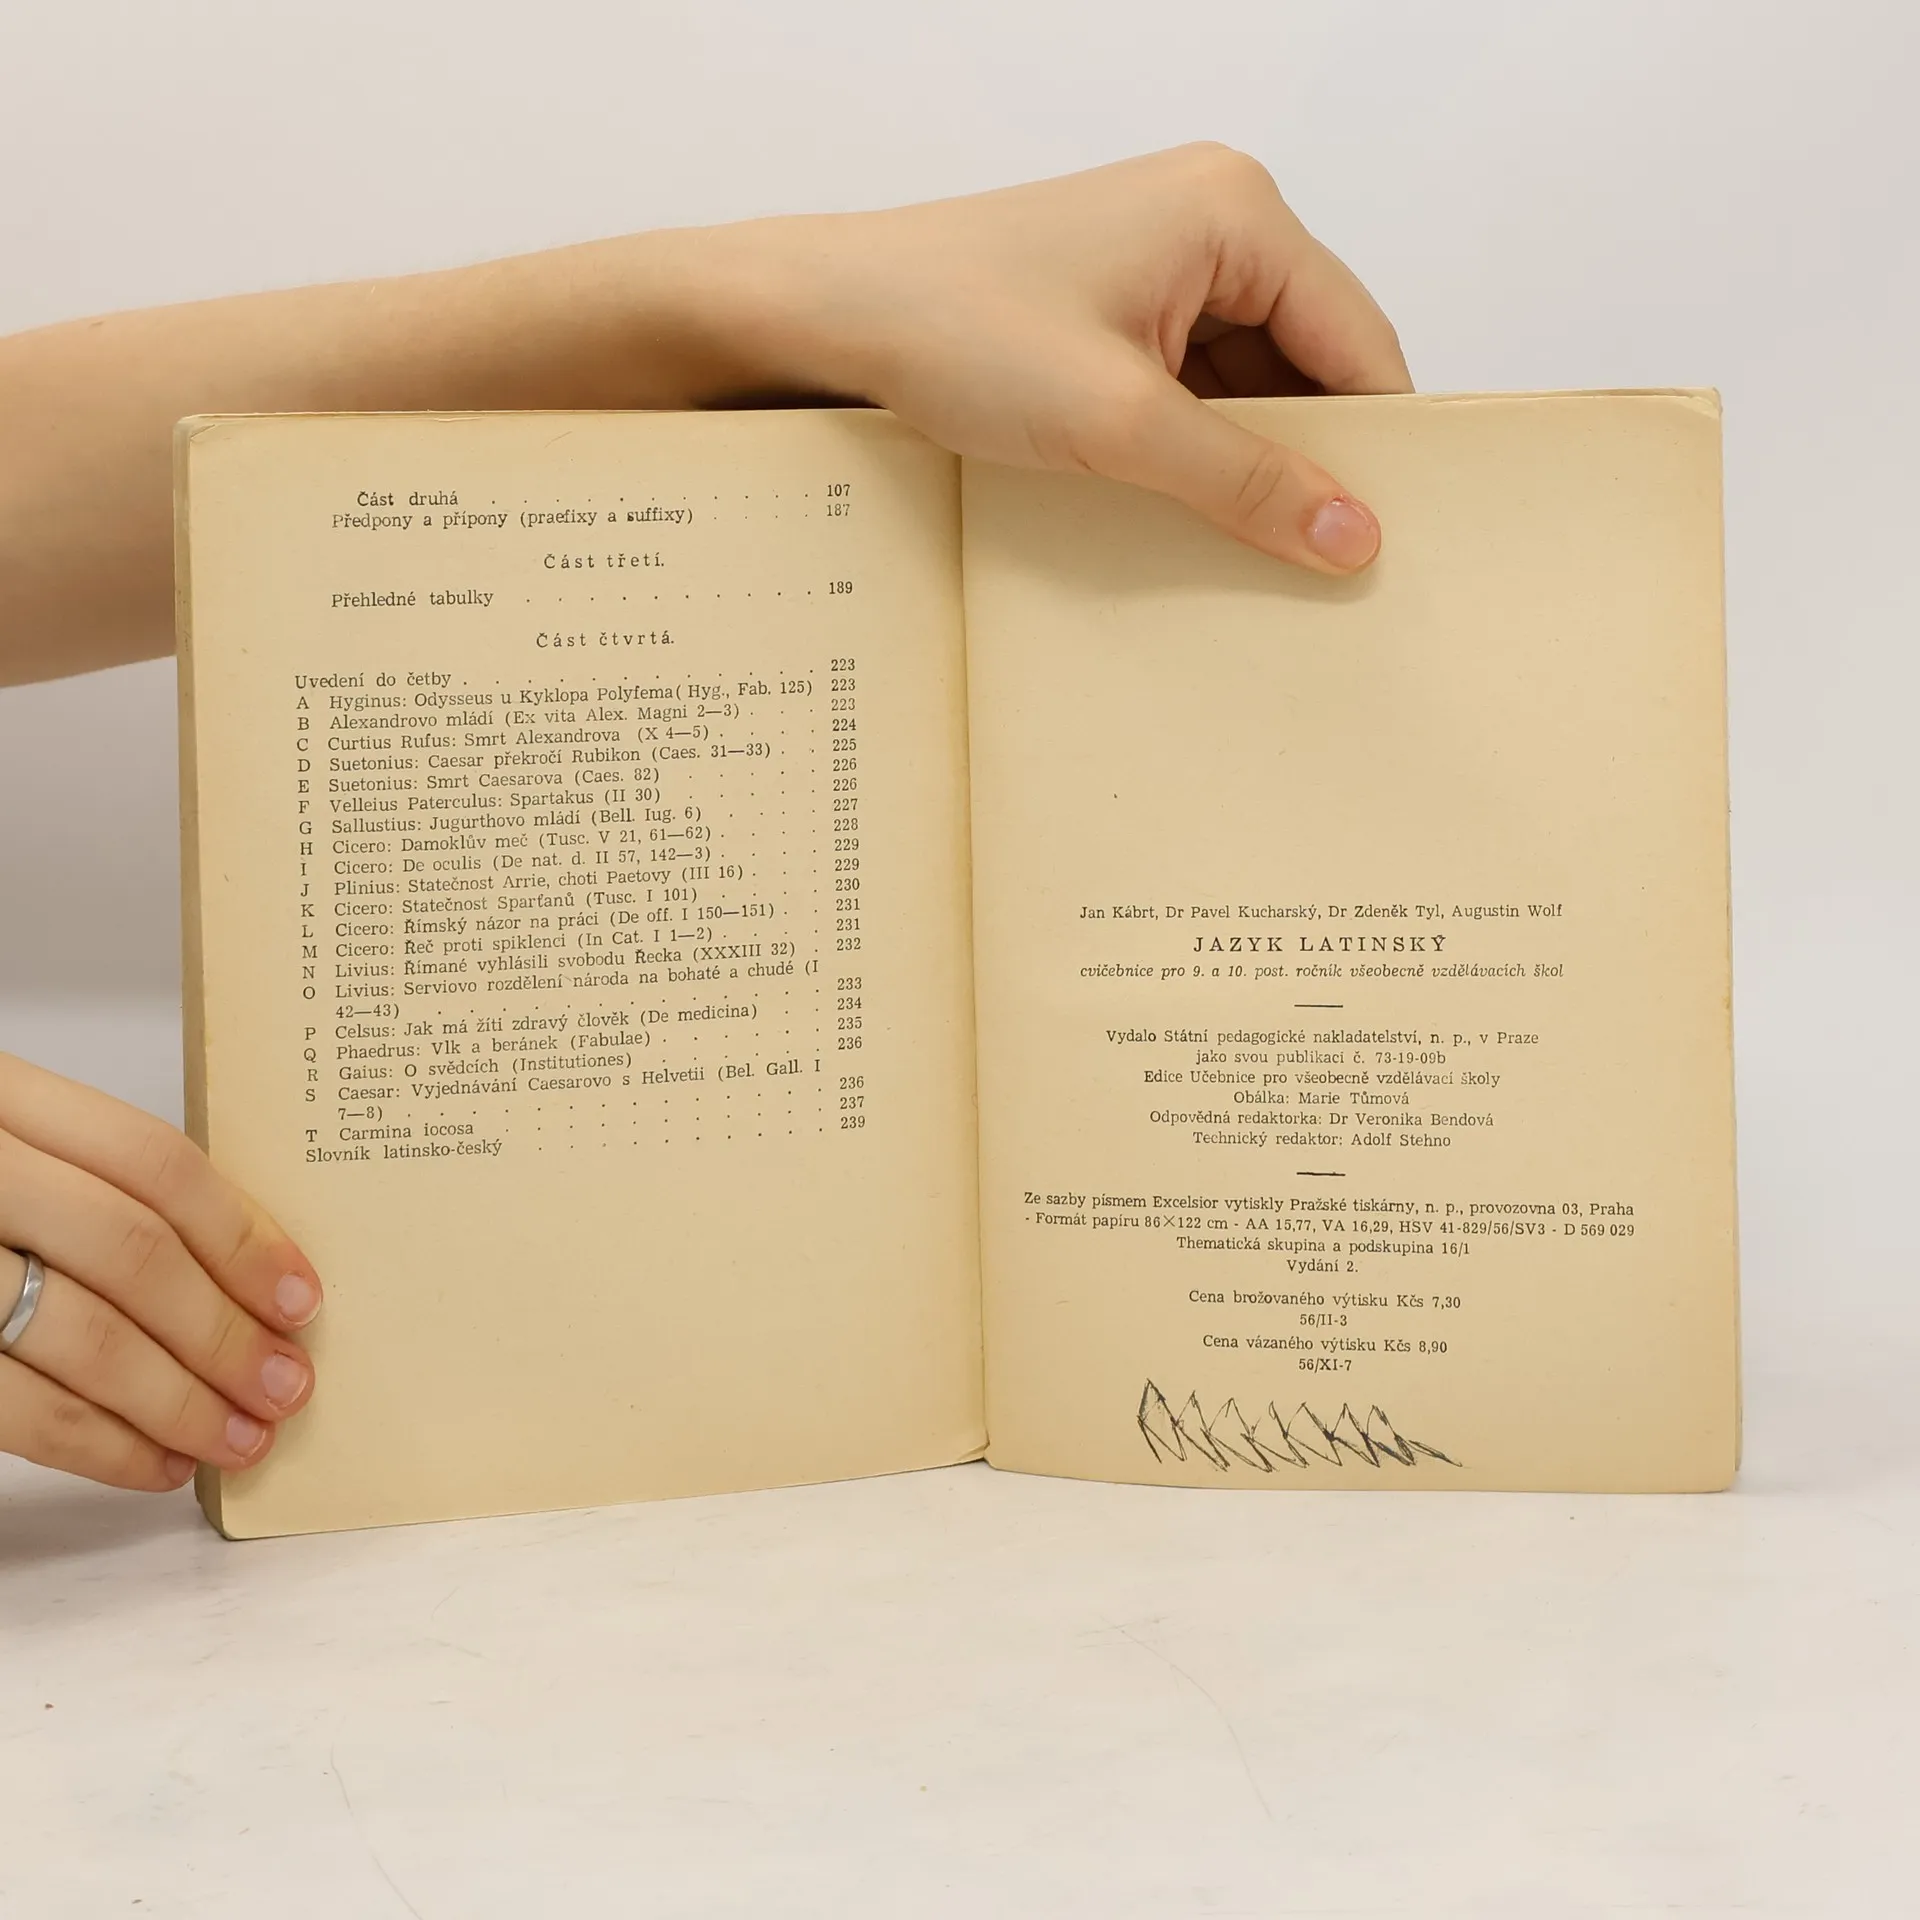 Část druhá . . . . . . . . . . . 107
Předpony a přípony (praefixy a suffixy) . . . . 187
Část třetí.
Přehledné tabulky . . . . . . . . . . 189
Část čtvrtá.
Uvedení do četby . . . . . . . . . . . . 223
A Hyginus: Odysseus u Kyklopa Polyfema( Hyg., Fab. 125) 223
B Alexandrovo mládí (Ex vita Alex. Magni 2—3) . . . 223
C Curtius Rufus: Smrt Alexandrova (X 4—5) . . . . 224
D Suetonius: Caesar překročí Rubikon (Caes. 31—33) . . 225
E Suetonius: Smrt Caesarova (Caes. 82) . . . . . 226
F Velleius Paterculus: Spartakus (II 30) . . . . . 226
G Sallustius: Jugurthovo mládí (Bell. Iug. 6) . . . . 227
H Cicero: Damoklův meč (Tusc. V 21, 61—62) . . . . 228
I Cicero: De oculis (De nat. d. II 57, 142—3) . . . . 229
J Plinius: Statečnost Arrie, choti Paetovy (III 16) . . . 229
K Cicero: Statečnost Sparťanů (Tusc. I 101) . . . . 230
L Cicero: Římský názor na práci (De off. I 150—151) . . 231
M Cicero: Řeč proti spiklenci (In Cat. I 1—2) . . . . 231
N Livius: Římané vyhlásili svobodu Řecka (XXXIII 32) . 232
O Livius: Serviovo rozdělení národa na bohaté a chudé (I
42—43) . . . . . . . . . . . . . 233
P Celsus: Jak má žíti zdravý člověk (De medicina) . . 234
Q Phaedrus: Vlk a beránek (Fabulae) . . . . . . 235
R Gaius: O svědcích (Institutiones) . . . . . . 236
S Caesar: Vyjednávání Caesarovo s Helvetii (Bel. Gall. I
7—8) . . . . . . . . . . . . . 236
T Carmina iocosa . . . . . . . . . . 237
Slovník latinsko-český . . . . . . . . . . 239
Jan Kábrt, Dr Pavel Kucharský, Dr Zdeněk Tyl, Augustin Wolf
JAZYK LATINSKÝ
cvičebnice pro 9. a 10. post. ročník všeobecně vzdělávacích škol
Vydalo Státní pedagogické nakladatelství, n. p., v Praze
jako svou publikaci č. 73-19-09b
Edice Učebnice pro všeobecně vzdělávací školy
Obálka: Marie Tůmová
Odpovědná redaktorka: Dr Veronika Bendová
Technický redaktor: Adolf Stehno
Ze sazby písmem Excelsior vytiskly Pražské tiskárny, n. p., provozovna 03, Praha
- Formát papíru 86×122 cm - AA 15,77, VA 16,29, HSV 41-829/56/SV3 - D 569 029
Thematická skupina a podskupina 16/1
Vydání 2.
Cena brožovaného výtisku Kčs 7,30
56/II-3
Cena vázaného výtisku Kčs 8,90
56/XI-7